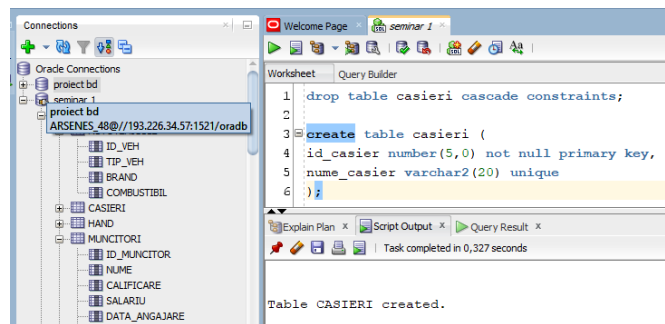 Connections
Oracle Connections
proiect bd
seminar 1
proiect bd
ARSENES_48@//193.226.34.57:1521/oradb
ID_VEH
TIP_VEH
BRAND
COMBUSTIBIL
CASIERI
HAND
MUNCITORI
ID_MUNCITOR
NUME
CALIFICARE
SALARIU
DATA_ANGAJARE
Welcome Page
seminar 1
Worksheet Query Builder
1 drop table casieri cascade constraints;
2
3 create table casieri (
4 id_casier number(5,0) not null primary key,
5 nume_casier varchar2(20) unique
6 );
Explain Plan x Script Output x Query Result x
Task completed in 0,327 seconds
Table CASIERI created.